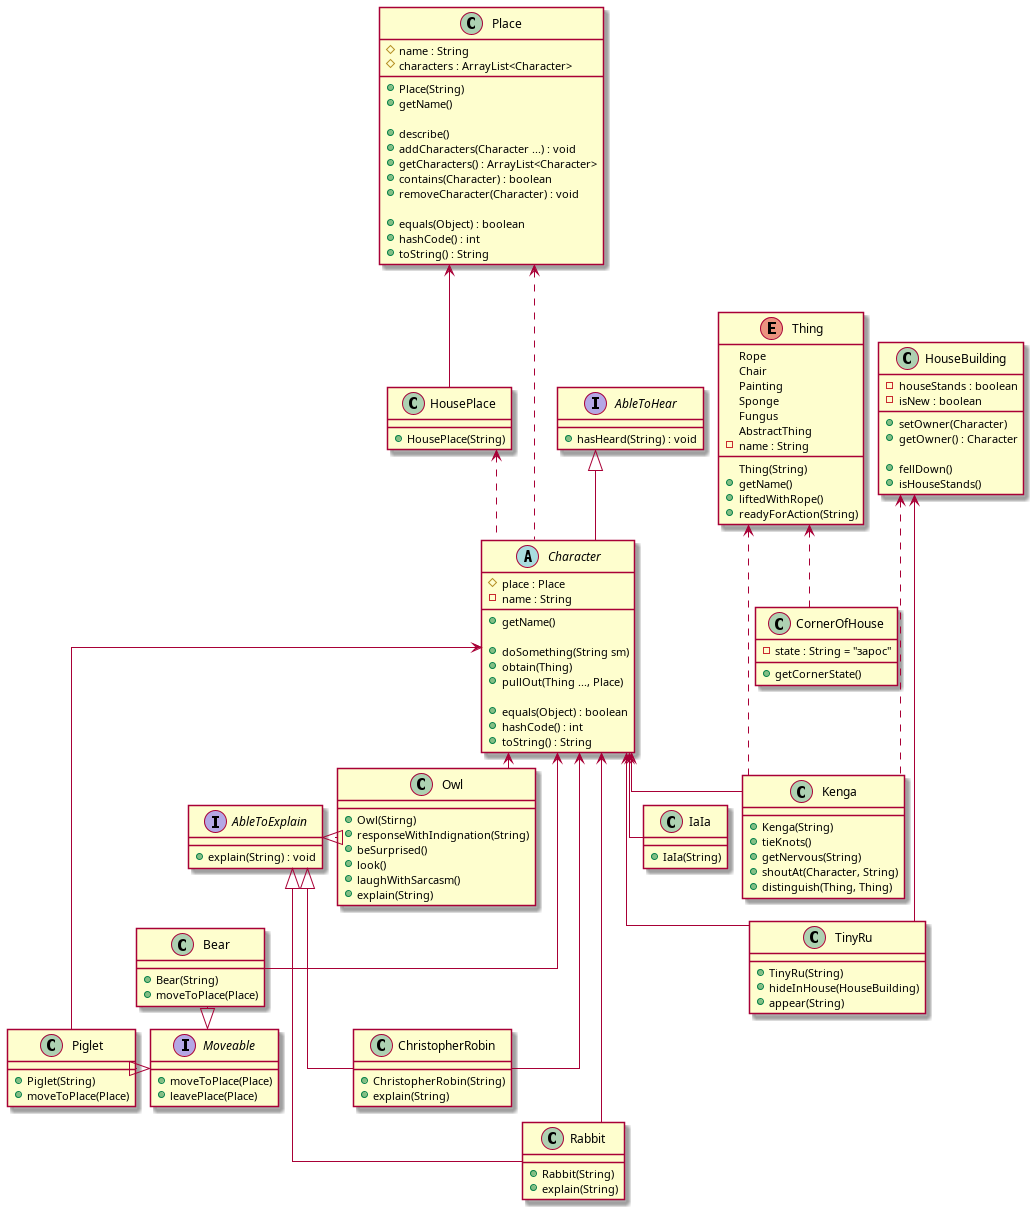 C Place
name : String
characters : ArrayList<Character>
Place(String)
getName()
describe()
addCharacters(Character ...) : void
getCharacters() : ArrayList<Character>
contains(Character) : boolean
removeCharacter(Character) : void
equals(Object) : boolean
hashCode() : int
toString() : String
C HousePlace
HousePlace(String)
I AbleToHear
hasHeard(String) : void
E Thing
Rope
Chair
Painting
Sponge
Fungus
AbstractThing
name : String
Thing(String)
getName()
liftedWithRope()
readyForAction(String)
C HouseBuilding
houseStands : boolean
isNew : boolean
setOwner(Character)
getOwner() : Character
fellDown()
isHouseStands()
A Character
place : Place
name : String
getName()
doSomething(String sm)
obtain(Thing)
pullOut(Thing ..., Place)
equals(Object) : boolean
hashCode() : int
toString() : String
C CornerOfHouse
state : String = "зарос"
getCornerState()
I AbleToExplain
explain(String) : void
C Owl
Owl(Stirng)
responseWithIndignation(String)
beSurprised()
look()
laughWithSarcasm()
explain(String)
C IaIa
IaIa(String)
C Kenga
Kenga(String)
tieKnots()
getNervous(String)
shoutAt(Character, String)
distinguish(Thing, Thing)
C Bear
Bear(String)
moveToPlace(Place)
C TinyRu
TinyRu(String)
hideInHouse(HouseBuilding)
appear(String)
C Piglet
Piglet(String)
moveToPlace(Place)
I Moveable
moveToPlace(Place)
leavePlace(Place)
C ChristopherRobin
ChristopherRobin(String)
explain(String)
C Rabbit
Rabbit(String)
explain(String)